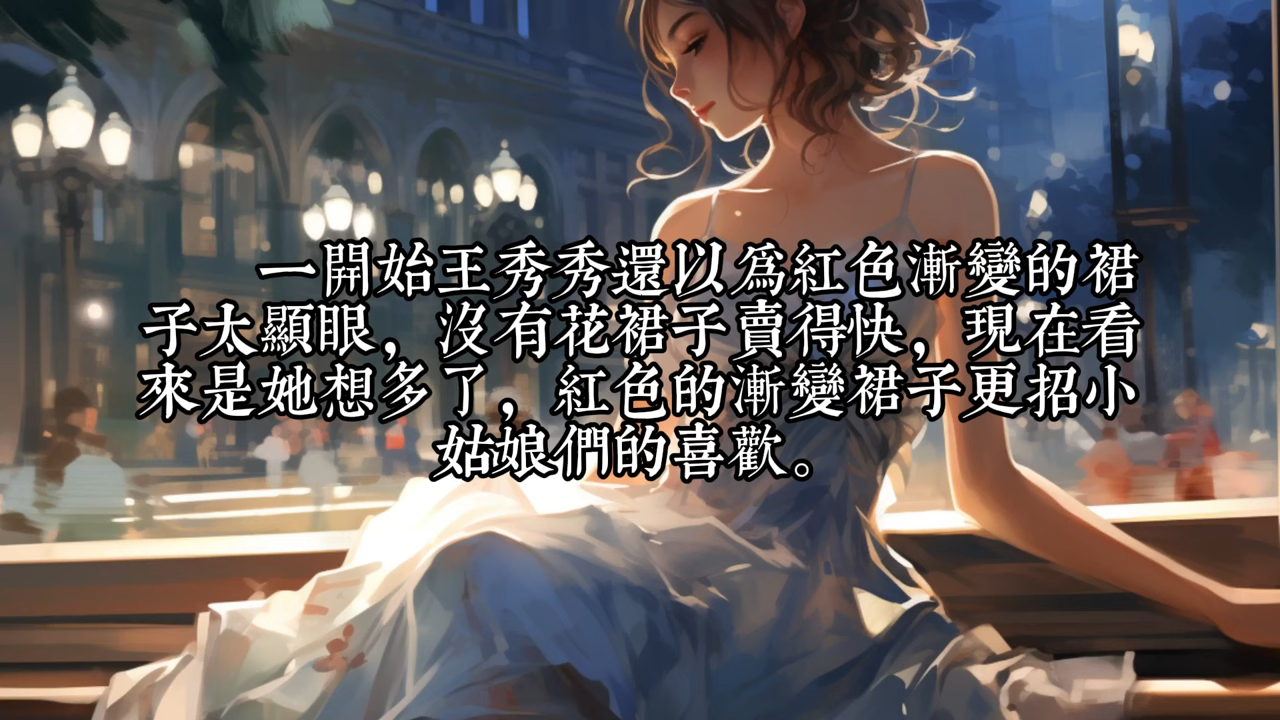 一開始王秀秀還以爲紅色漸變的裙
子太顯眼，沒有花裙子賣得快，現在看
來是她想多了，紅色的漸變裙子更招小
姑娘們的喜歡。